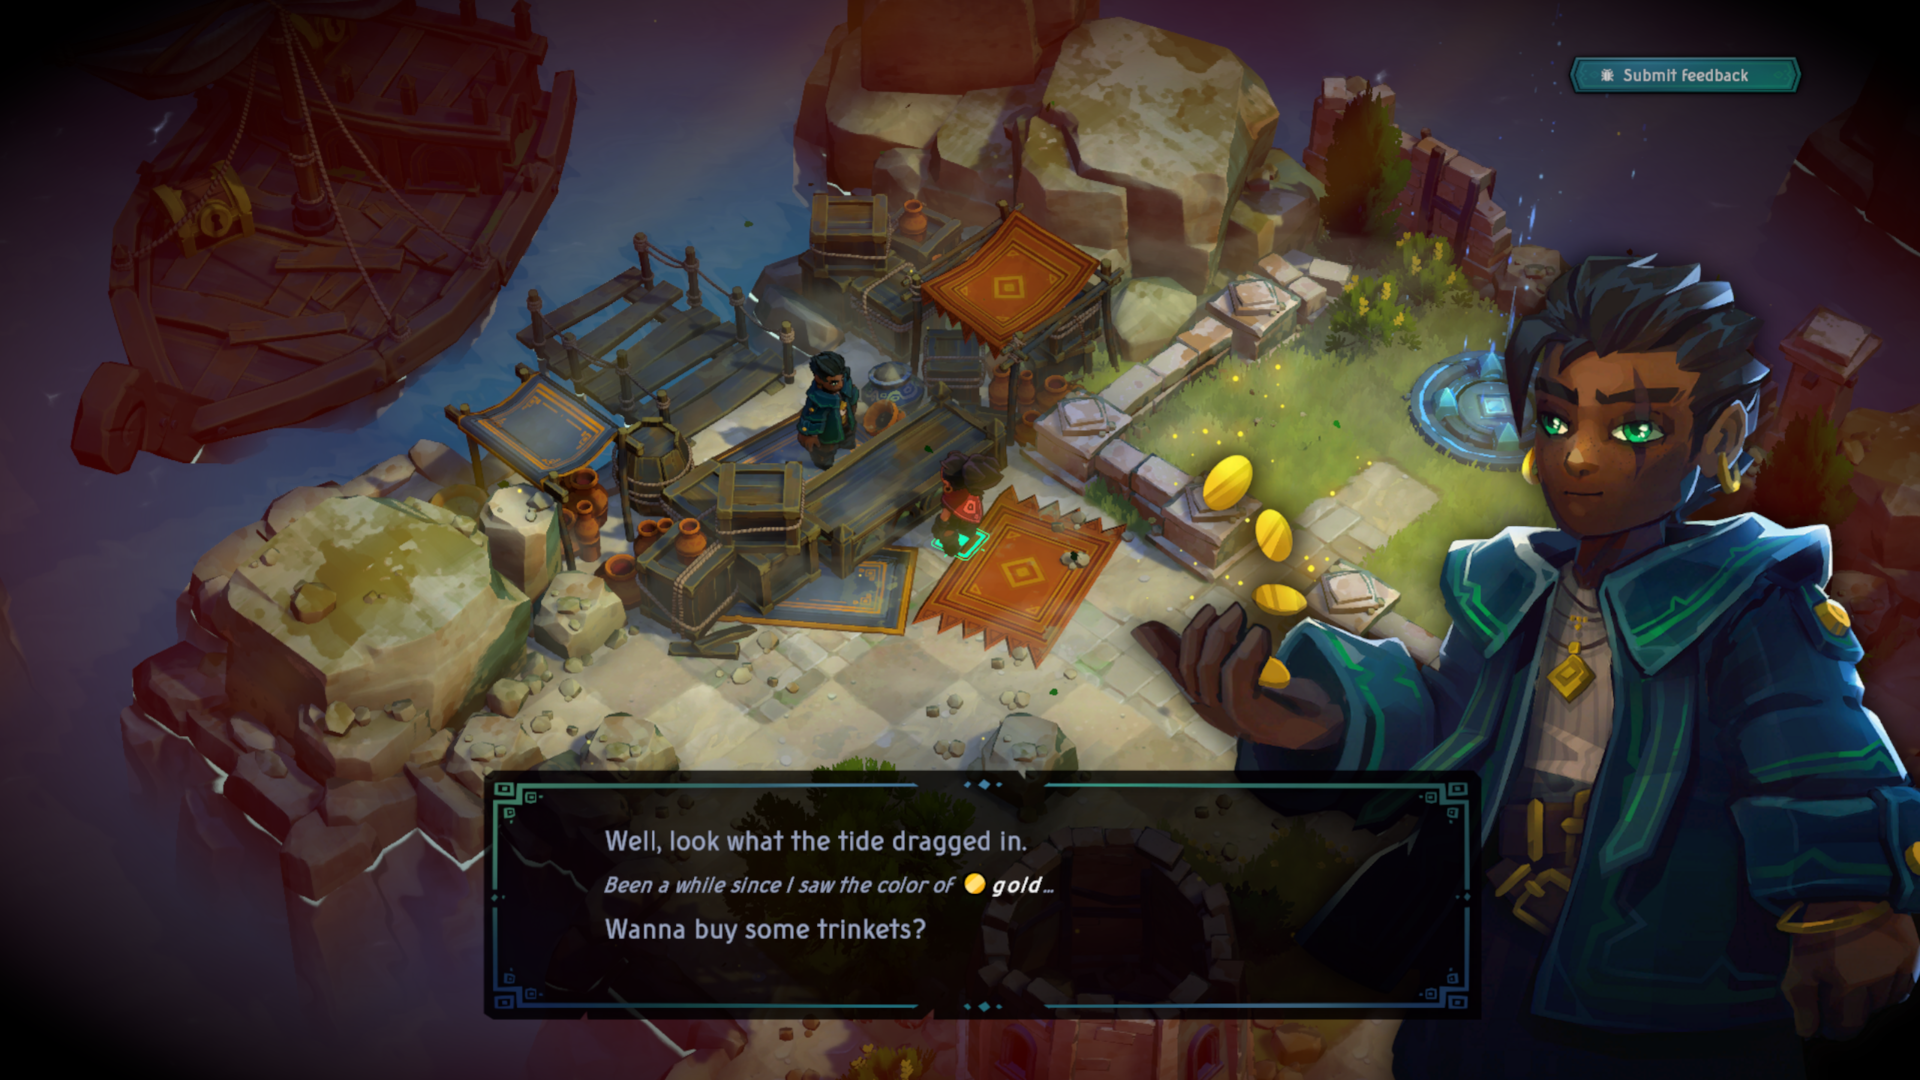 Submit feedback
Well, look what the tide dragged in.
Been a while since I saw the color of gold...
Wanna buy some trinkets?